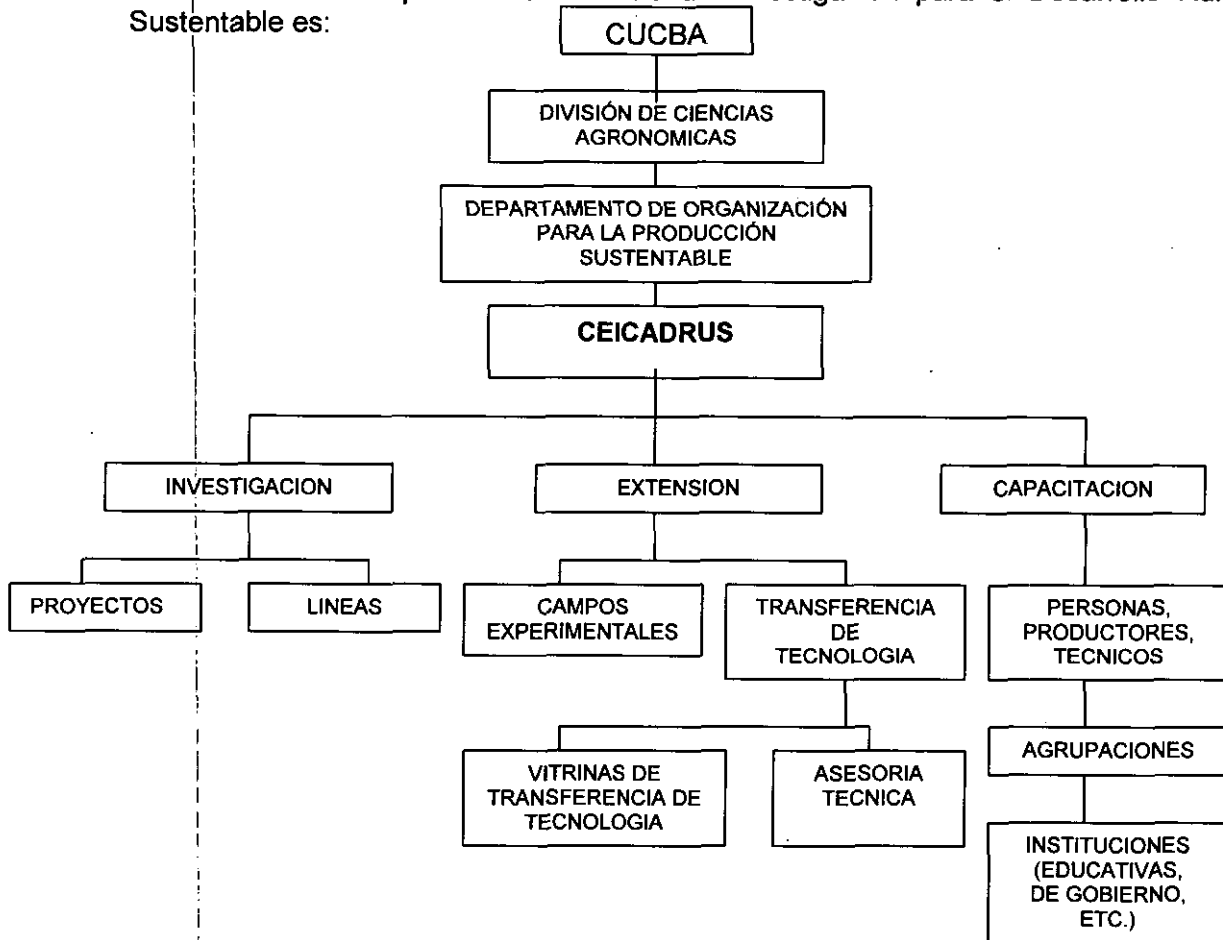 para
Sustentable es:
CUCBA
DIVISIÓN DE CIENCIAS
AGRONOMICAS
DEPARTAMENTO DE ORGANIZACIÓN
PARA LA PRODUCCIÓN
SUSTENTABLE
CEICADRUS
INVESTIGACION
EXTENSION
CAPACITACION
PROYECTOS
LINEAS
CAMPOS
EXPERIMENTALES
TRANSFERENCIA
DE
TECNOLOGIA
PERSONAS,
PRODUCTORES,
TECNICOS
VITRINAS DE
TRANSFERENCIA DE
TECNOLOGIA
ASESORIA
TECNICA
AGRUPACIONES
INSTITUCIONES
(EDUCATIVAS,
DE GOBIERNO,
ETC.)